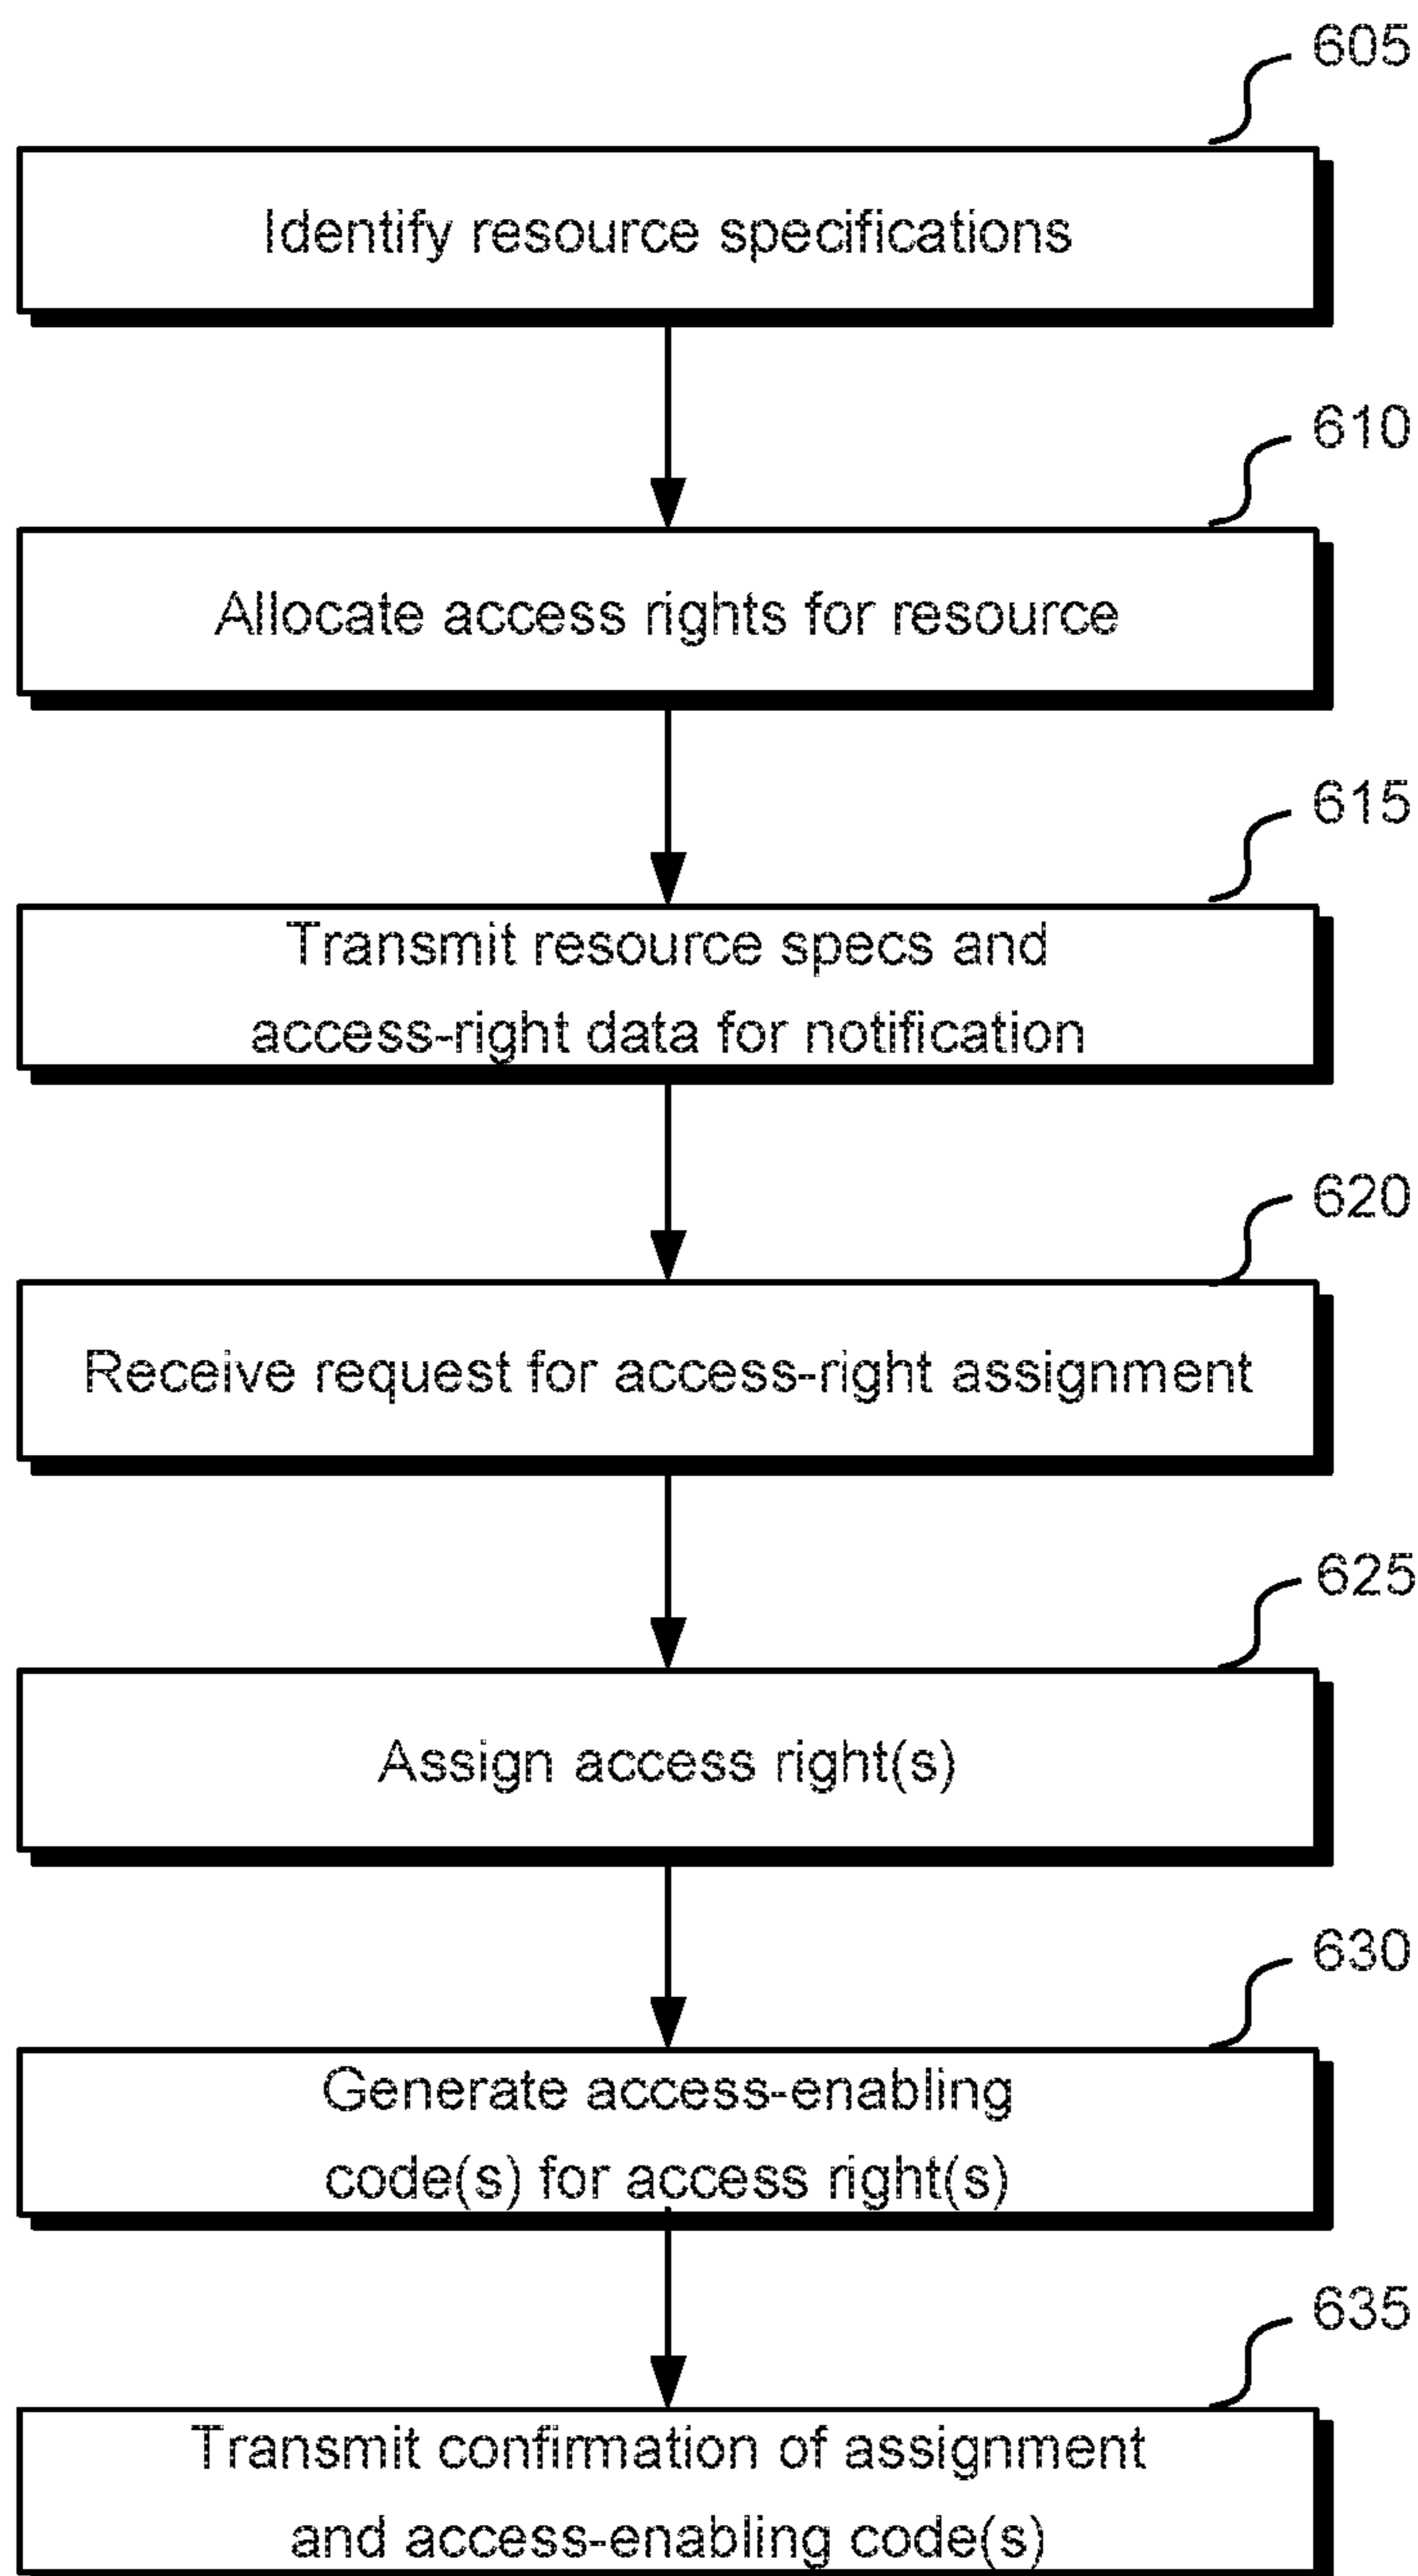 605
Identify resource specifications
610
Allocate access rights for resource
615
Transmit resource specs and
access-right data for notification
620
Receive request for access-right assignment
625
Assign access right(s)
630
Generate access-enabling
code(s) for access right(s)
635
Transmit confirmation of assignment
and access-enabling code(s)